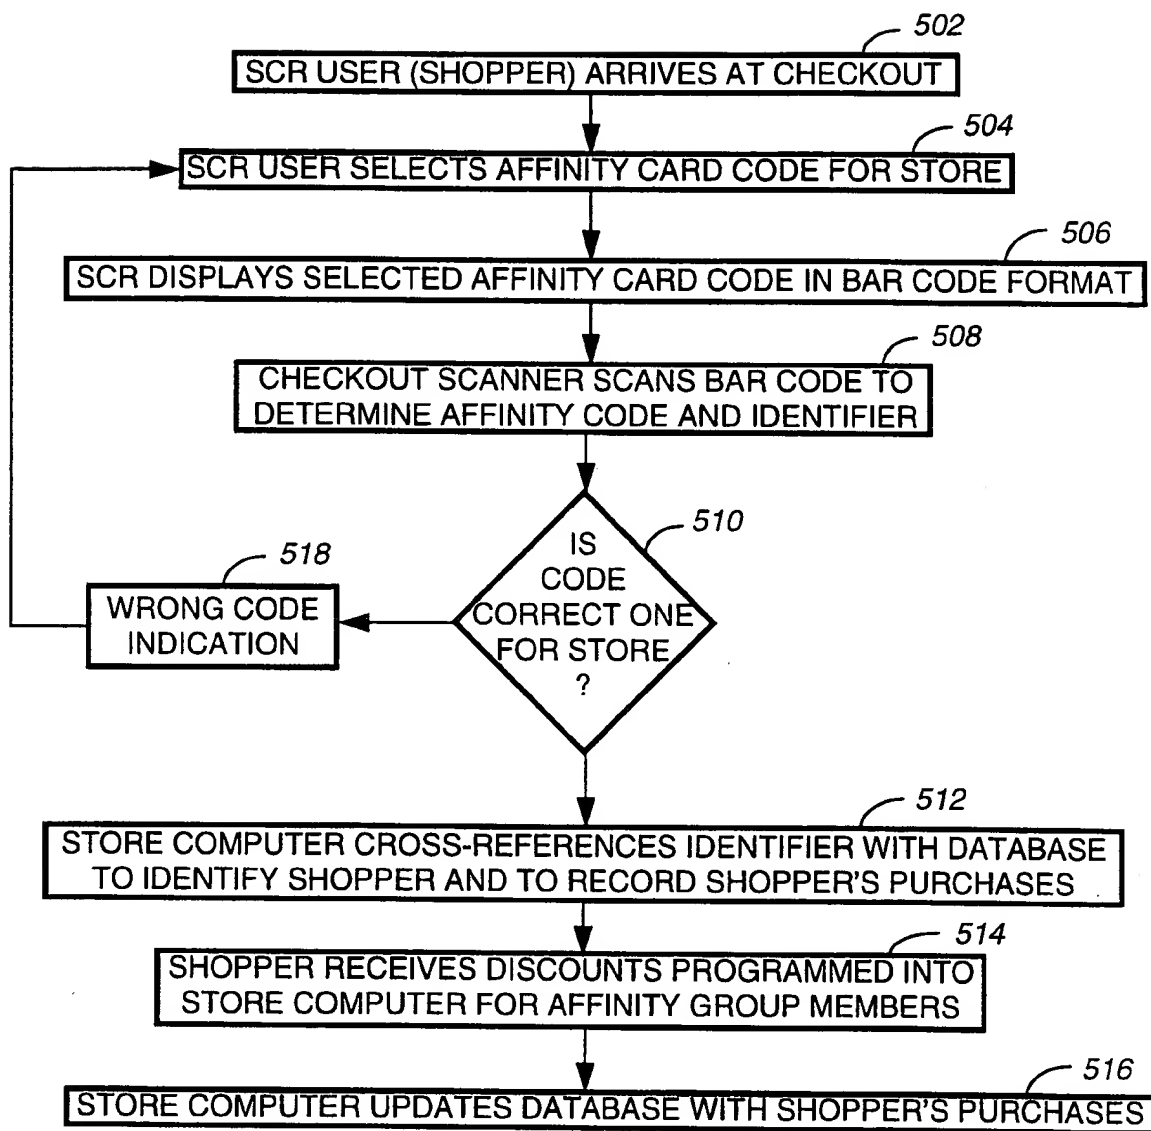 502
SCR USER (SHOPPER) ARRIVES AT CHECKOUT
504
SCR USER SELECTS AFFINITY CARD CODE FOR STORE
506
SCR DISPLAYS SELECTED AFFINITY CARD CODE IN BAR CODE FORMAT
508
CHECKOUT SCANNER SCANS BAR CODE TO
DETERMINE AFFINITY CODE AND IDENTIFIER
510
IS
CODE
CORRECT ONE
FOR STORE
?
518
WRONG CODE
INDICATION
512
STORE COMPUTER CROSS-REFERENCES IDENTIFIER WITH DATABASE
TO IDENTIFY SHOPPER AND TO RECORD SHOPPER'S PURCHASES
514
SHOPPER RECEIVES DISCOUNTS PROGRAMMED INTO
STORE COMPUTER FOR AFFINITY GROUP MEMBERS
516
STORE COMPUTER UPDATES DATABASE WITH SHOPPER'S PURCHASES